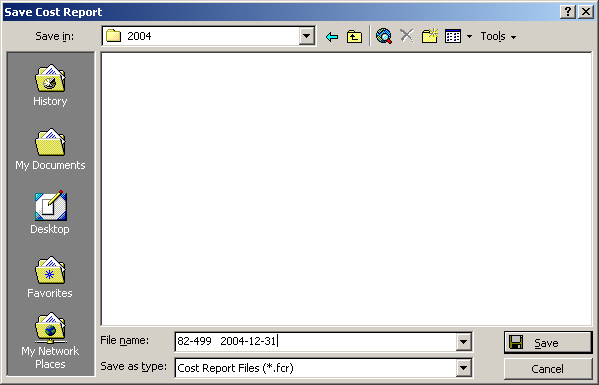 Save Cost Report
Save in: 2004 Tools
History
My Documents
Desktop
Favorites
My Network
Places
File name: 82-499 2004-12-31 Save
Save as type: Cost Report Files (*.fcr) Cancel